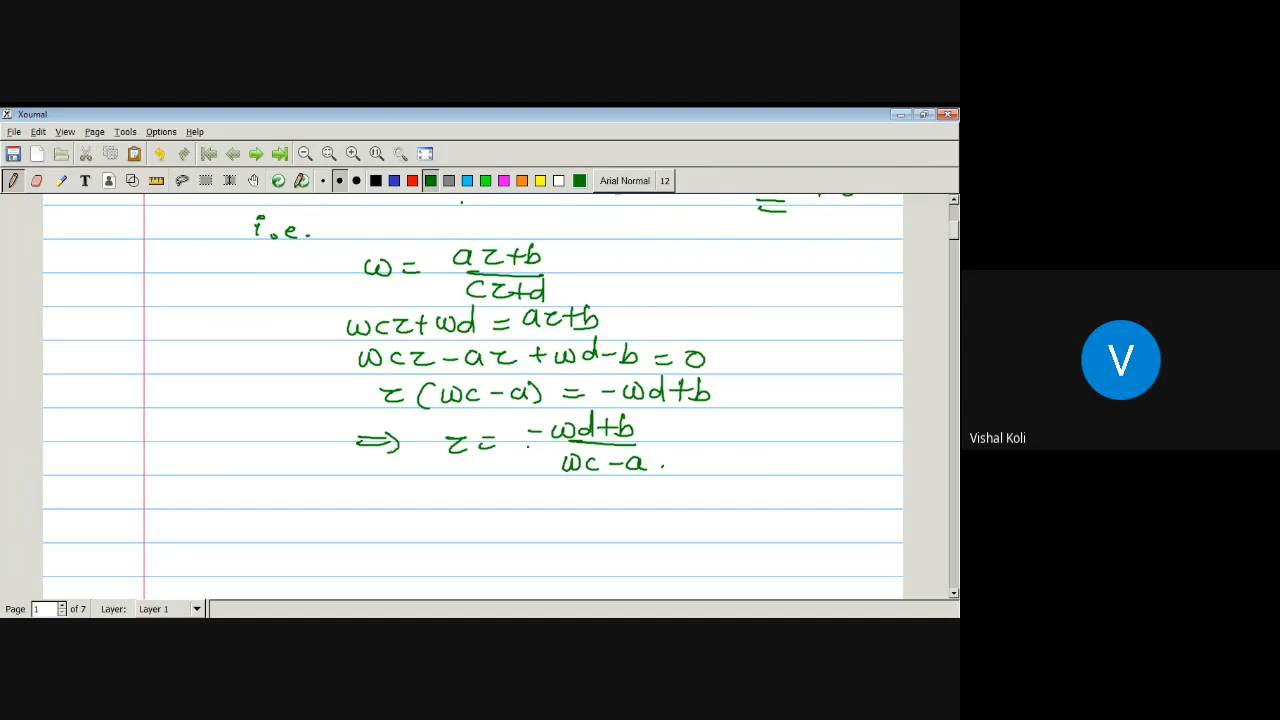 Xournal
File Edit View Page Tools Options Help
Arial Normal 12
i.e.
ω = az+b / cz+d
ωcz+ωd = az+b
ωcz-az+ωd-b = 0
z(ωc-a) = -ωd+b
⇒ z = -ωd+b / ωc-a.
Page 1 of 7 Layer: Layer 1
V
Vishal Koli